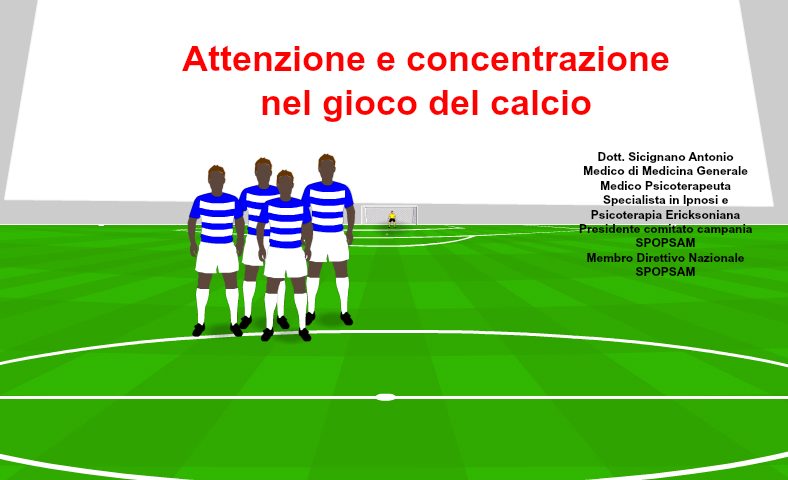 Attenzione e concentrazione
nel gioco del calcio
Dott. Sicignano Antonio
Medico di Medicina Generale
Medico Psicoterapeuta
Specialista in Ipnosi e
Psicoterapia Ericksoniana
Presidente comitato campania
SPOPSAM
Membro Direttivo Nazionale
SPOPSAM